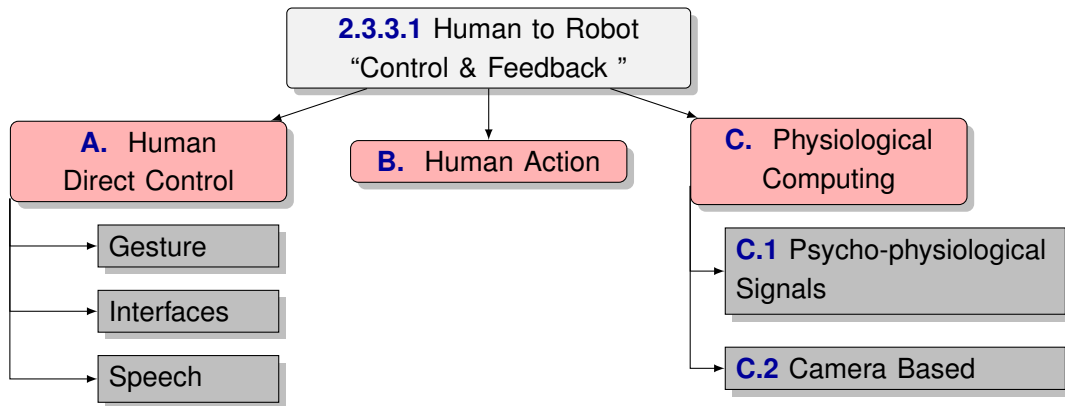 2.3.3.1 Human to Robot
“Control & Feedback ”
A. Human
Direct Control
B. Human Action
C. Physiological
Computing
Gesture
Interfaces
Speech
C.1 Psycho-physiological
Signals
C.2 Camera Based